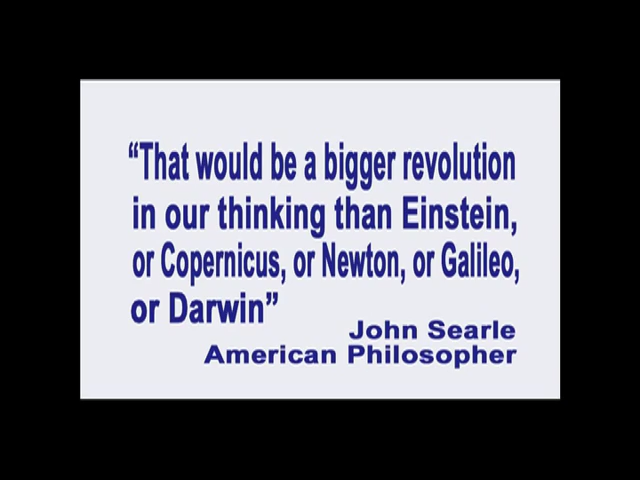 “That would be a bigger revolution
in our thinking than Einstein,
or Copernicus, or Newton, or Galileo,
or Darwin”
John Searle
American Philosopher